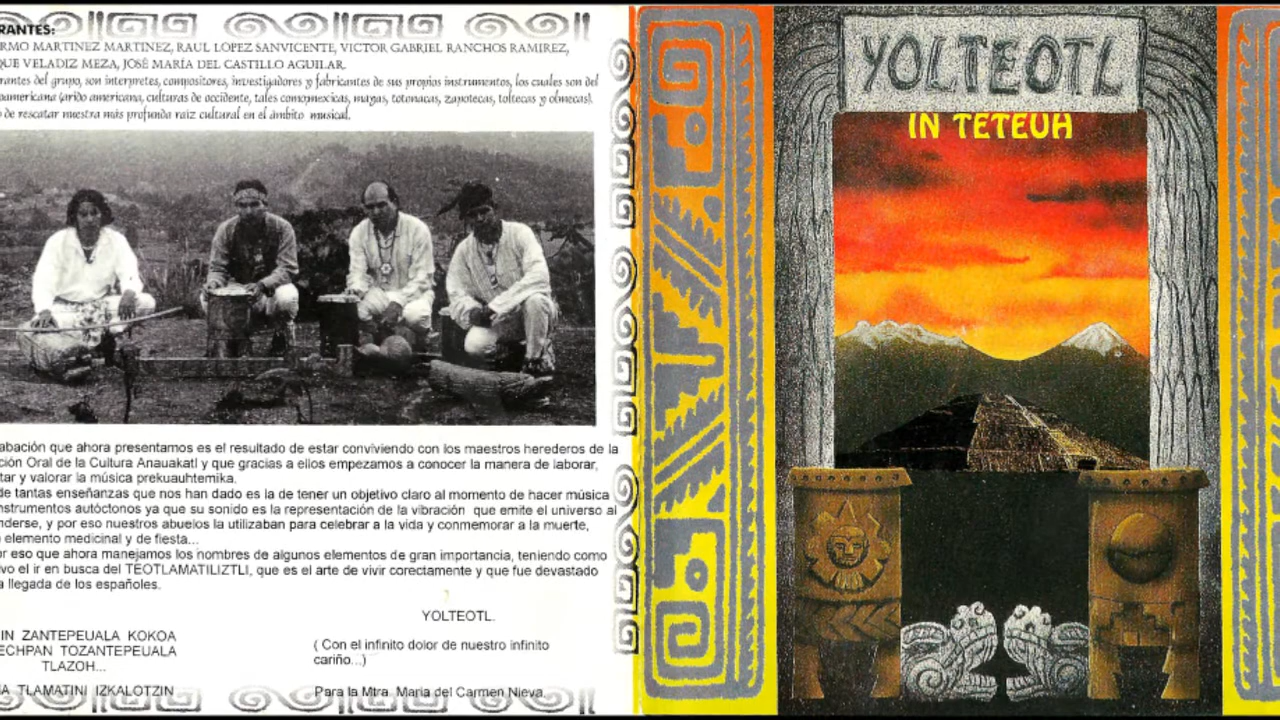 RANTES:
RMO MARTINEZ MARTINEZ, RAUL LOPEZ SANVICENTE, VICTOR GABRIEL RANCHOS RAMIREZ,
QUE VELADIZ MEZA, JOSÉ MARÍA DEL CASTILLO AGUILAR.
rantes del grupo, son interpretes, compositores, investigadores y fabricantes de sus propios instrumentos, los cuales son del
oamericana (arido americana, culturas de occidente, tales como mexicas, mayas, totonacas, zapotecas, toltecas y olmecas).
o de rescatar nuestra más profunda raiz cultural en el ámbito musical.
abación que ahora presentamos es el resultado de estar conviviendo con los maestros herederos de la
ción Oral de la Cultura Anauakatl y que gracias a ellos empezamos a conocer la manera de laborar,
tar y valorar la música prekuauhtemika.
de tantas enseñanzas que nos han dado es la de tener un objetivo claro al momento de hacer música
nstrumentos autóctonos ya que su sonido es la representación de la vibración que emite el universo al
nderse, y por eso nuestros abuelos la utilizaban para celebrar a la vida y conmemorar a la muerte,
elemento medicinal y de fiesta...
or eso que ahora manejamos los nombres de algunos elementos de gran importancia, teniendo como
vo el ir en busca del TEOTLAMATILIZTLI, que es el arte de vivir corectamente y que fue devastado
a llegada de los españoles.
YOLTEOTL.
IN ZANTEPEUALA KOKOA
ECHPAN TOZANTEPEUALA
TLAZOH...
( Con el infinito dolor de nuestro infinito
cariño...)
A TLAMATINI IZKALOTZIN
Para la Mtra. María del Carmen Nieva.
YOLTEOTL
IN TETEUH